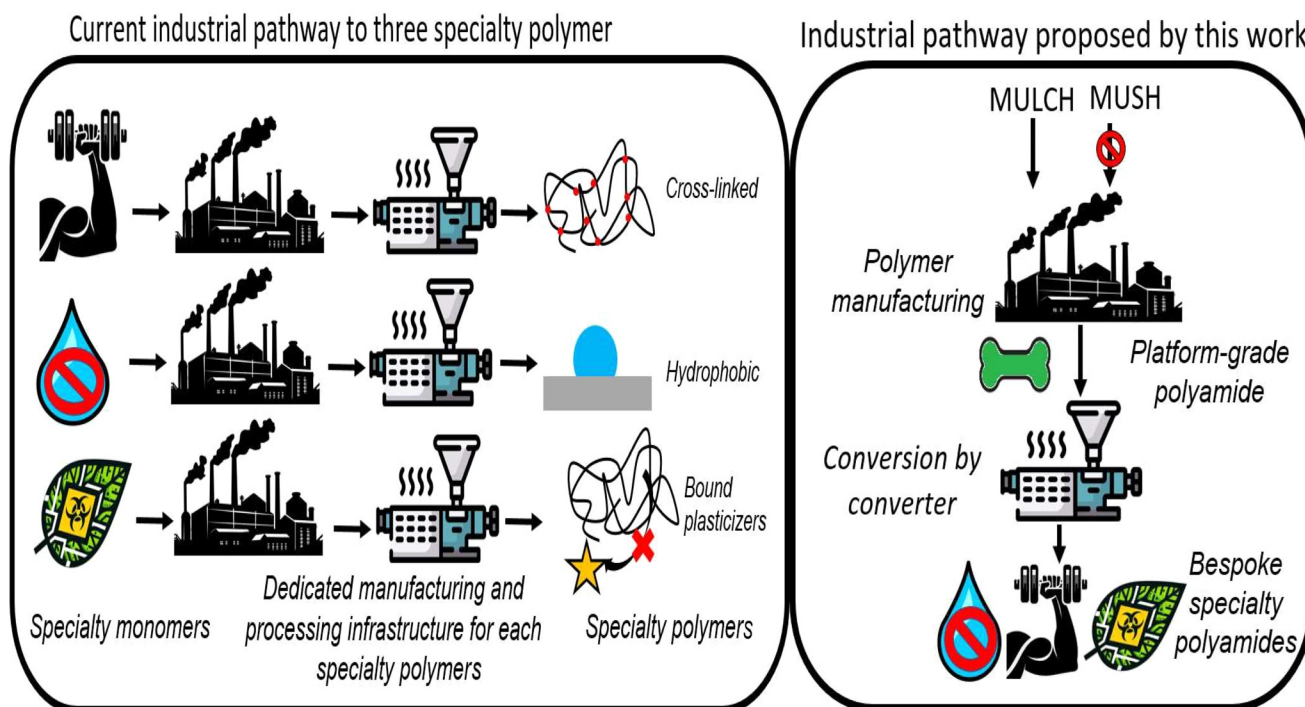 Current industrial pathway to three specialty polymer
Cross-linked
Hydrophobic
Bound
plasticizers
Specialty monomers
Dedicated manufacturing and
processing infrastructure for each
specialty polymers
Specialty polymers
Industrial pathway proposed by this work
MULCH MUSH
Polymer
manufacturing
Platform-grade
polyamide
Conversion by
converter
Bespoke
specialty
polyamides